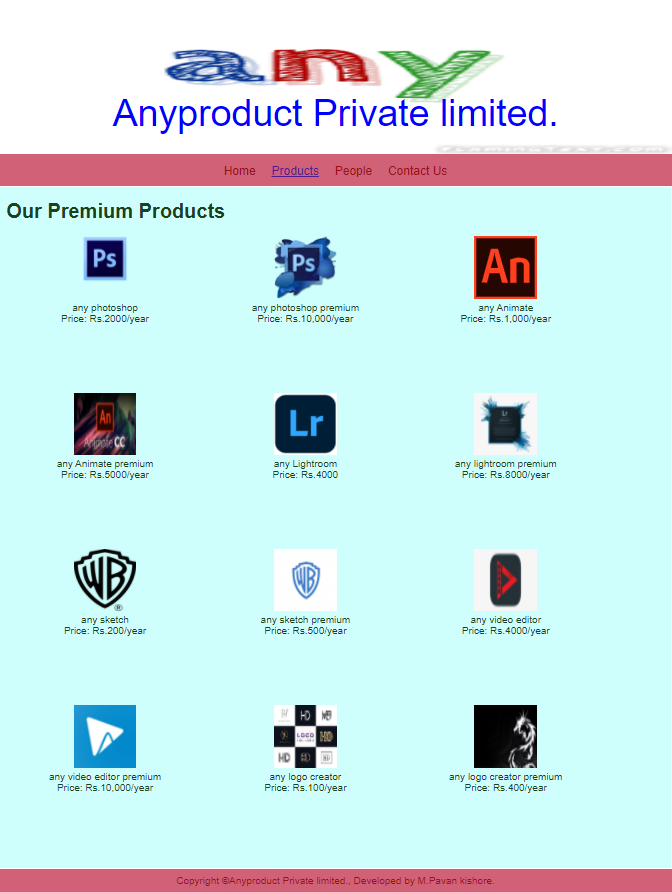 any
Anyproduct Private limited.
FLAMINGTEXT.COM
Home Products People Contact Us
Our Premium Products
Ps
Ps
An
any photoshop
Price: Rs.2000/year
any photoshop premium
Price: Rs.10,000/year
any Animate
Price: Rs.1,000/year
An
Animate CC
Lr
Lr
any Animate premium
Price: Rs.5000/year
any Lightroom
Price: Rs.4000
any lightroom premium
Price: Rs.8000/year
WB
®
WB
any sketch
Price: Rs.200/year
any sketch premium
Price: Rs.500/year
any video editor
Price: Rs.4000/year
HD
LOGO
HD
any video editor premium
Price: Rs.10,000/year
any logo creator
Price: Rs.100/year
any logo creator premium
Price: Rs.400/year
Copyright ©Anyproduct Private limited., Developed by M.Pavan kishore.